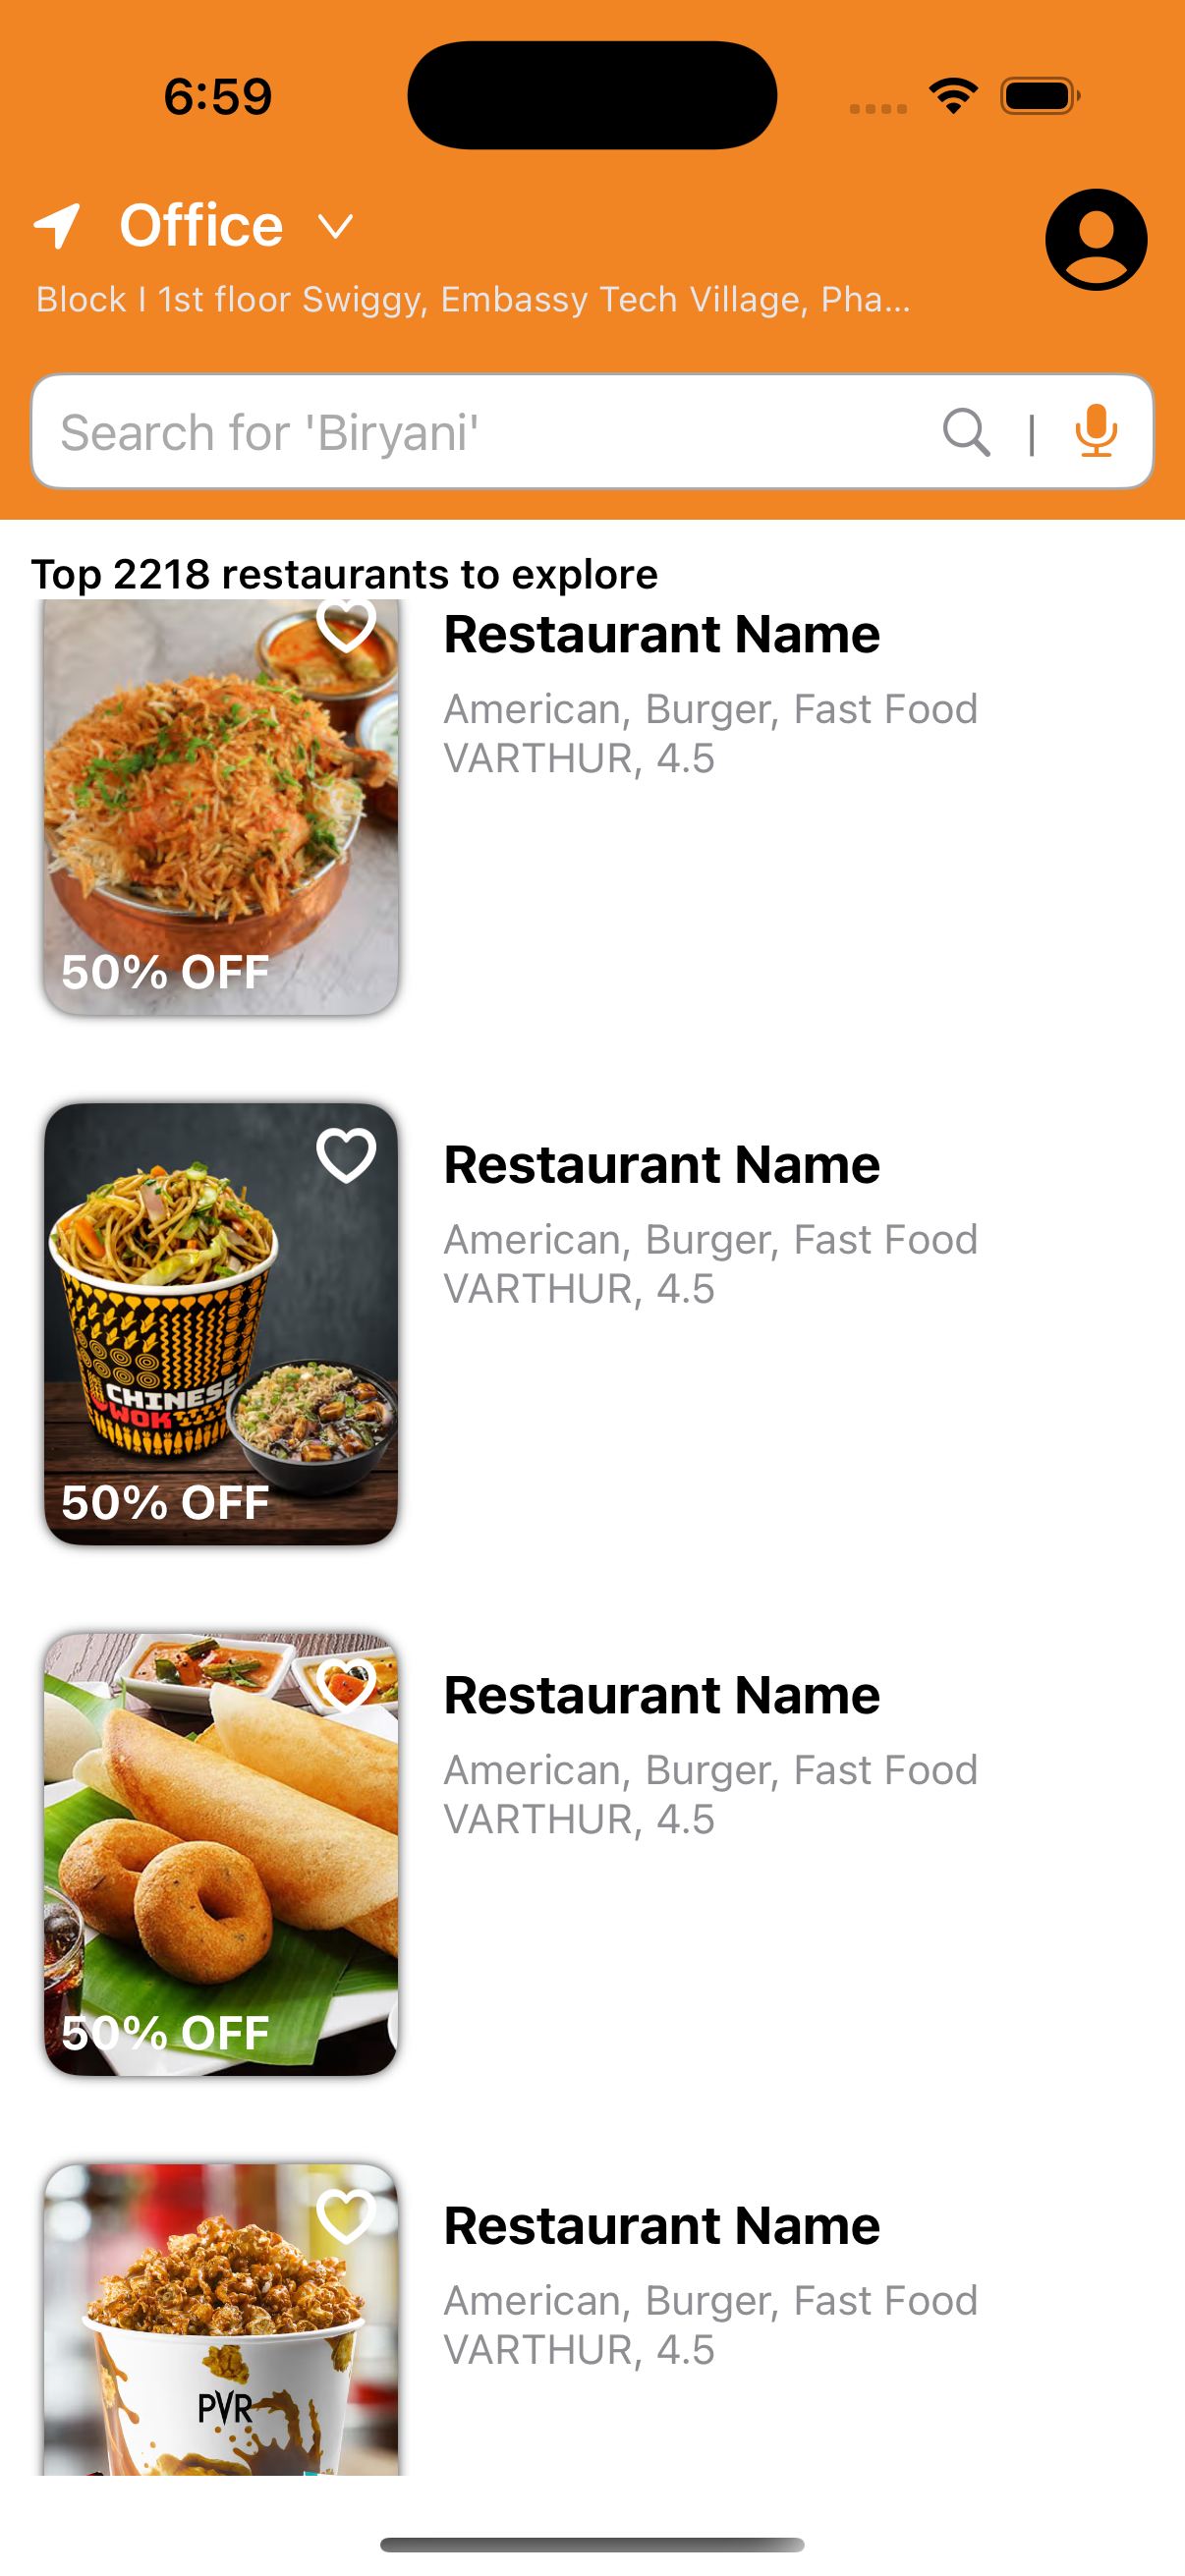 6:59
Office
Block I 1st floor Swiggy, Embassy Tech Village, Pha...
Search for 'Biryani'
|
Top 2218 restaurants to explore
Restaurant Name
American, Burger, Fast Food
VARTHUR, 4.5
50% OFF
Restaurant Name
American, Burger, Fast Food
VARTHUR, 4.5
CHINESE
WOK
50% OFF
Restaurant Name
American, Burger, Fast Food
VARTHUR, 4.5
50% OFF
Restaurant Name
American, Burger, Fast Food
VARTHUR, 4.5
PVR